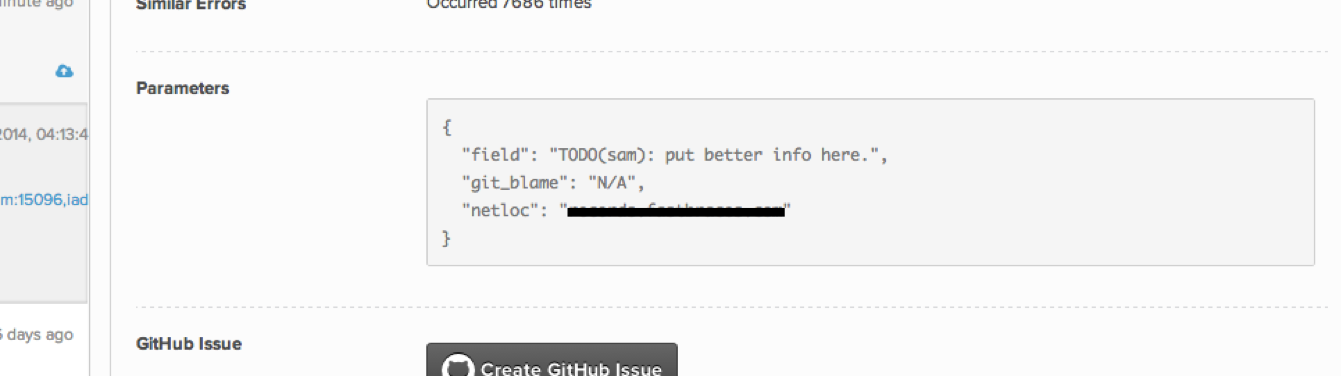 minute ago
Similar Errors
Occurred 7686 times
Parameters
2014, 04:13:4
{
"field": "TODO(sam): put better info here.",
"git_blame": "N/A",
m:15096,iad
"netloc": " "
}
5 days ago
GitHub Issue
Create GitHub Issue